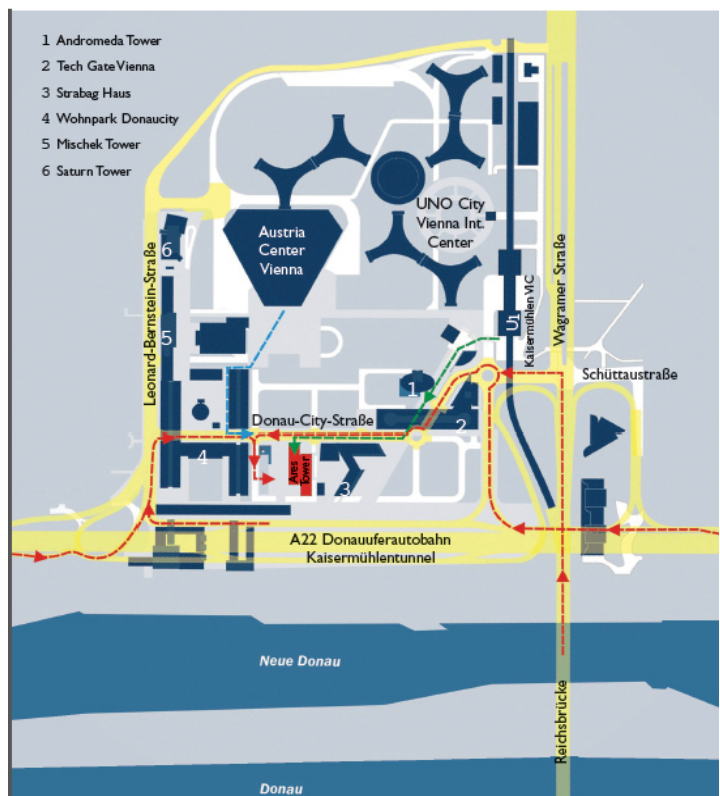 1 Andromeda Tower
2 Tech Gate Vienna
3 Strabag Haus
4 Wohnpark Donaucity
5 Mischek Tower
6 Saturn Tower
UNO City
Vienna Int.
Center
Austria
Center
Vienna
6
Leonard-Bernstein-Straße
5
Wagramer Straße
Kaisermühlen VIC
U1
Schüttaustraße
1
Donau-City-Straße
2
4
Ares
Tower
3
A22 Donauuferautobahn
Kaisermühlentunnel
Neue Donau
Reichsbrücke
Donau